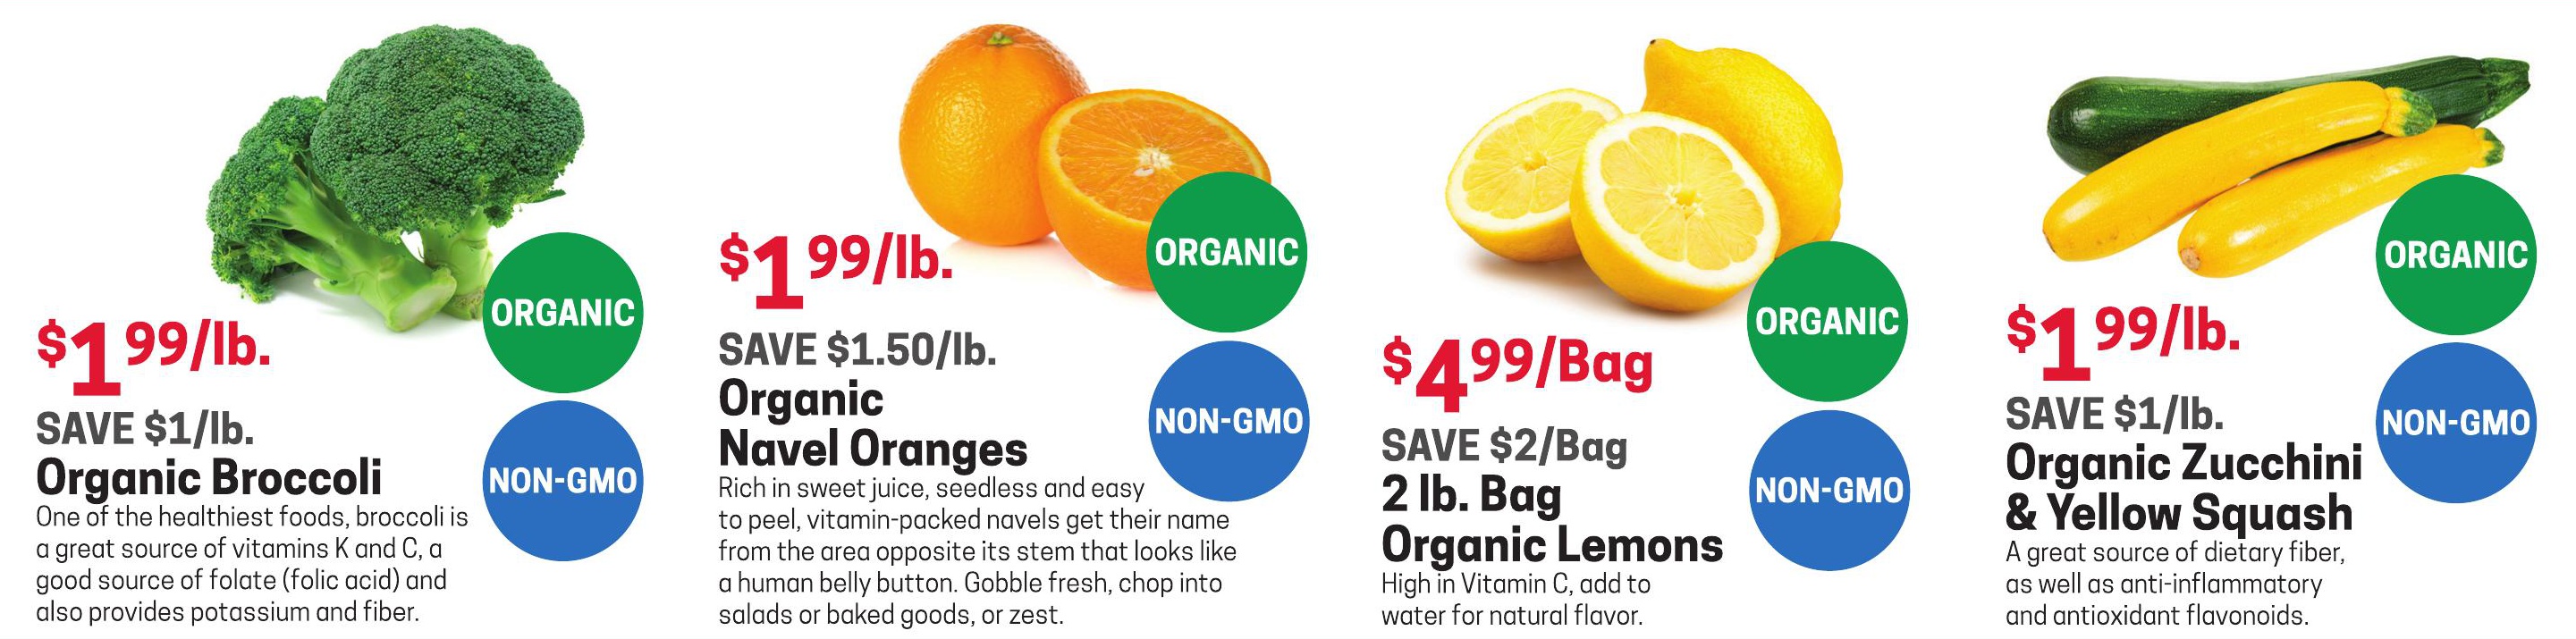 $1 99/lb.
SAVE $1/lb.
Organic Broccoli
One of the healthiest foods, broccoli is
a great source of vitamins K and C, a
good source of folate (folic acid) and
also provides potassium and fiber.
ORGANIC
NON-GMO
$1 99/lb.
SAVE $1.50/lb.
Organic
Navel Oranges
Rich in sweet juice, seedless and easy
to peel, vitamin-packed navels get their name
from the area opposite its stem that looks like
a human belly button. Gobble fresh, chop into
salads or baked goods, or zest.
ORGANIC
NON-GMO
$4 99/Bag
SAVE $2/Bag
2 lb. Bag
Organic Lemons
High in Vitamin C, add to
water for natural flavor.
ORGANIC
NON-GMO
$1 99/lb.
SAVE $1/lb.
Organic Zucchini
& Yellow Squash
A great source of dietary fiber,
as well as anti-inflammatory
and antioxidant flavonoids.
ORGANIC
NON-GMO